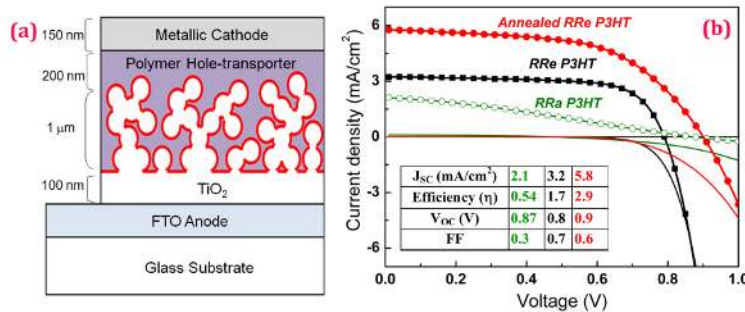 (a)
150 nm
Metallic Cathode
200 nm
Polymer Hole-transporter
1 μm
100 nm
TiO2
FTO Anode
Glass Substrate
(b)
Annealed RRe P3HT
RRe P3HT
RRa P3HT
Current density (mA/cm²)
6
3
0
-3
-6
JSC (mA/cm²) 2.1 3.2 5.8
Efficiency (η) 0.54 1.7 2.9
VOC (V) 0.87 0.8 0.9
FF 0.3 0.7 0.6
0.0 0.2 0.4 0.6 0.8 1.0
Voltage (V)